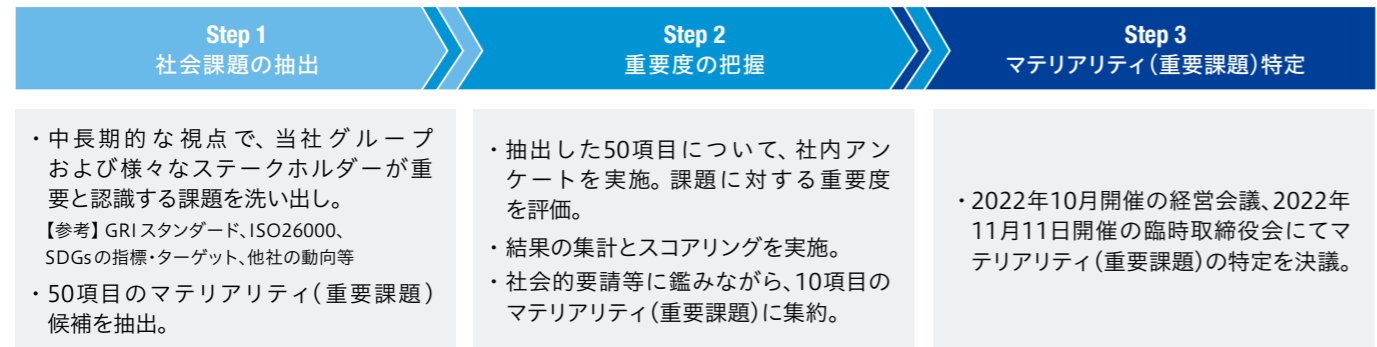 Step 1
社会課題の抽出
Step 2
重要度の把握
Step 3
マテリアリティ(重要課題)特定
・中長期的な視点で、当社グループ
および様々なステークホルダーが重
要と認識する課題を洗い出し。
【参考】GRIスタンダード、ISO26000、
SDGsの指標・ターゲット、他社の動向等
・50項目のマテリアリティ(重要課題)
候補を抽出。
・抽出した50項目について、社内アン
ケートを実施。課題に対する重要度
を評価。
・結果の集計とスコアリングを実施。
・社会的要請等に鑑みながら、10項目の
マテリアリティ(重要課題)に集約。
・2022年10月開催の経営会議、2022年
11月11日開催の臨時取締役会にてマ
テリアリティ(重要課題)の特定を決議。